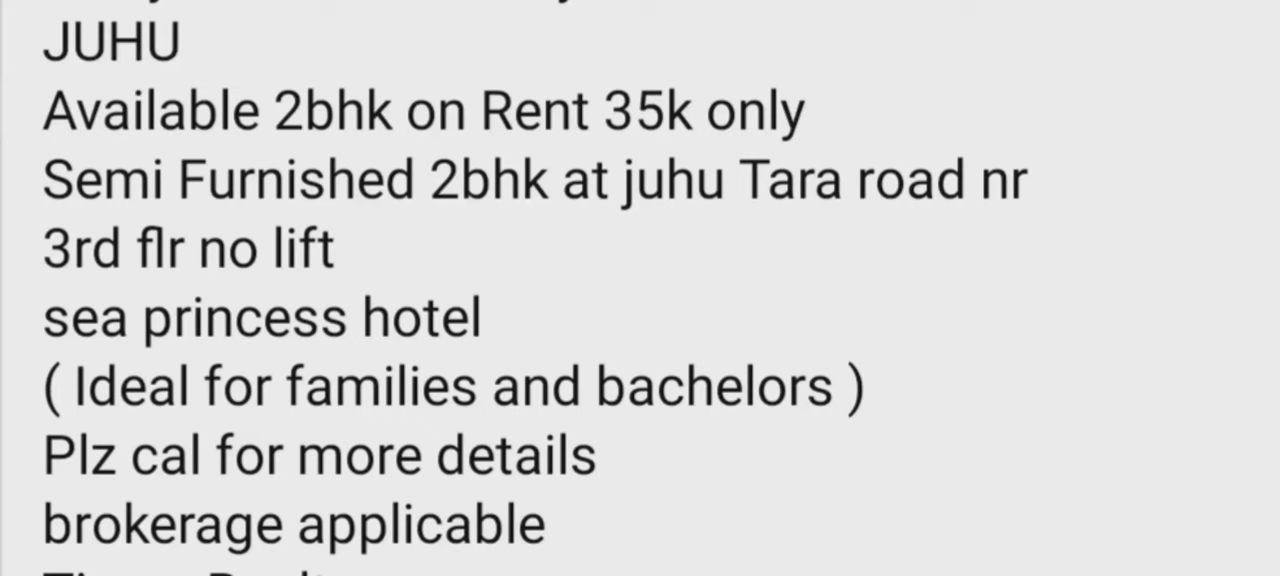 JUHU
Available 2bhk on Rent 35k only
Semi Furnished 2bhk at juhu Tara road nr
3rd flr no lift
sea princess hotel
( Ideal for families and bachelors )
Plz cal for more details
brokerage applicable